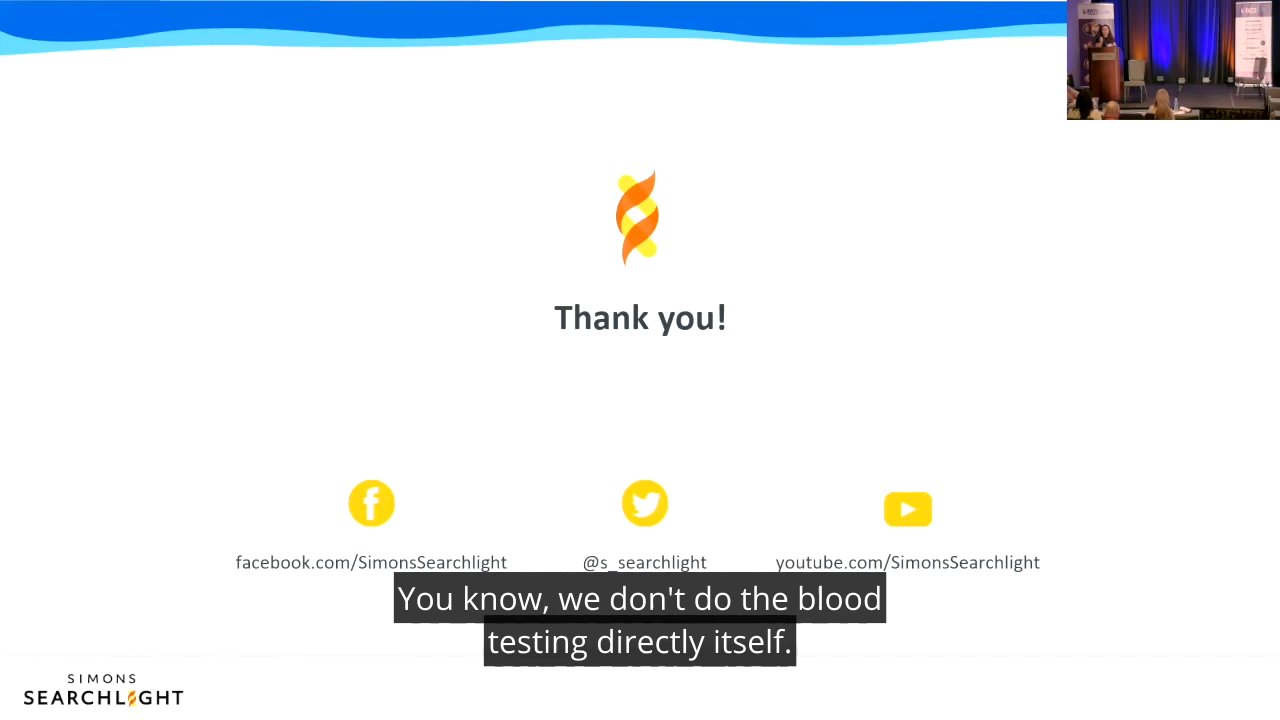 Thank you!
facebook.com/SimonsSearchlight
@s_searchlight
youtube.com/SimonsSearchlight
You know, we don't do the blood
testing directly itself.
SIMONS
SEARCHLIGHT